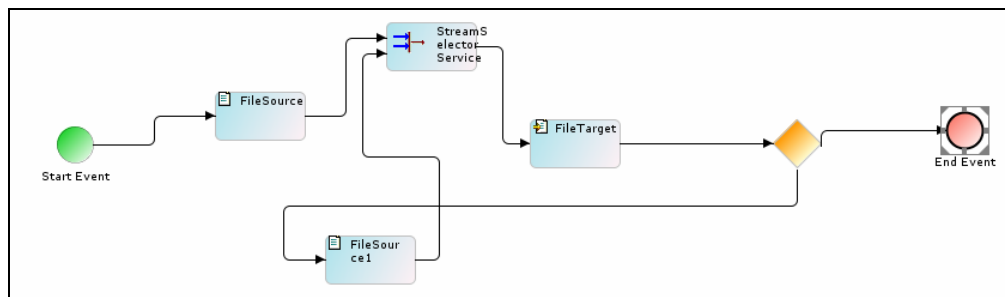 StreamS
elector
Service
FileSource
FileTarget
Start Event
End Event
FileSour
ce1